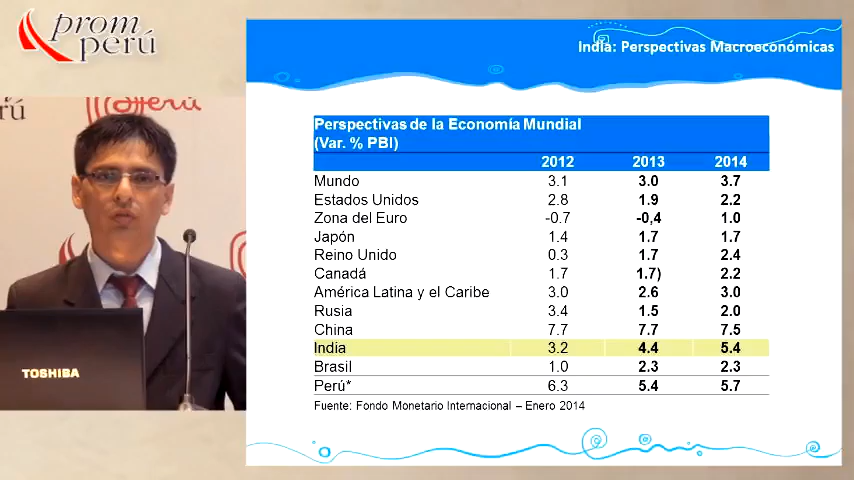 prom
perú
rú
Perú
TOSHIBA
India: Perspectivas Macroeconómicas
Perspectivas de la Economía Mundial
(Var. % PBI)
2012 2013 2014
Mundo 3.1 3.0 3.7
Estados Unidos 2.8 1.9 2.2
Zona del Euro -0.7 -0,4 1.0
Japón 1.4 1.7 1.7
Reino Unido 0.3 1.7 2.4
Canadá 1.7 1.7) 2.2
América Latina y el Caribe 3.0 2.6 3.0
Rusia 3.4 1.5 2.0
China 7.7 7.7 7.5
India 3.2 4.4 5.4
Brasil 1.0 2.3 2.3
Perú* 6.3 5.4 5.7
Fuente: Fondo Monetario Internacional – Enero 2014